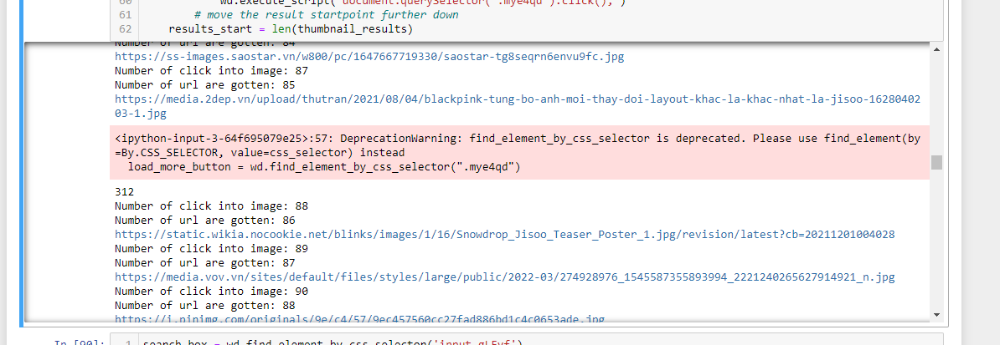 60 wd.execute_script("document.querySelector('.mye4qd').click();")
61 # move the result startpoint further down
62 results_start = len(thumbnail_results)
Number of url are gotten: 84
https://ss-images.saostar.vn/w800/pc/1647667719330/saostar-tg8seqrn6envu9fc.jpg
Number of click into image: 87
Number of url are gotten: 85
https://media.2dep.vn/upload/thutran/2021/08/04/blackpink-tung-bo-anh-moi-thay-doi-layout-khac-la-khac-nhat-la-jisoo-16280402
03-1.jpg
<ipython-input-3-64f695079e25>:57: DeprecationWarning: find_element_by_css_selector is deprecated. Please use find_element(by
=By.CSS_SELECTOR, value=css_selector) instead
load_more_button = wd.find_element_by_css_selector(".mye4qd")
312
Number of click into image: 88
Number of url are gotten: 86
https://static.wikia.nocookie.net/blinks/images/1/16/Snowdrop_Jisoo_Teaser_Poster_1.jpg/revision/latest?cb=20211201004028
Number of click into image: 89
Number of url are gotten: 87
https://media.vov.vn/sites/default/files/styles/large/public/2022-03/274928976_1545587355893994_2221240265627914921_n.jpg
Number of click into image: 90
Number of url are gotten: 88
https://i.pinimg.com/originals/9e/c4/57/9ec457560cc27fad886bd1c4c0653ade.jpg
In [90]: 1 search_box = wd.find_element_by_css_selector('input.gLFyf')